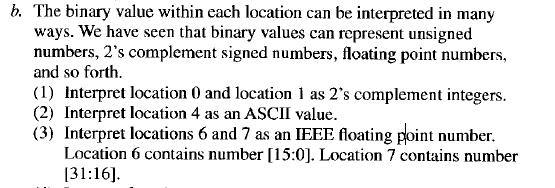 b. The binary value within each location can be interpreted in many
ways. We have seen that binary values can represent unsigned
numbers, 2's complement signed numbers, floating point numbers,
and so forth.
(1) Interpret location 0 and location 1 as 2's complement integers.
(2) Interpret location 4 as an ASCII value.
(3) Interpret locations 6 and 7 as an IEEE floating point number.
Location 6 contains number [15:0]. Location 7 contains number
[31:16].